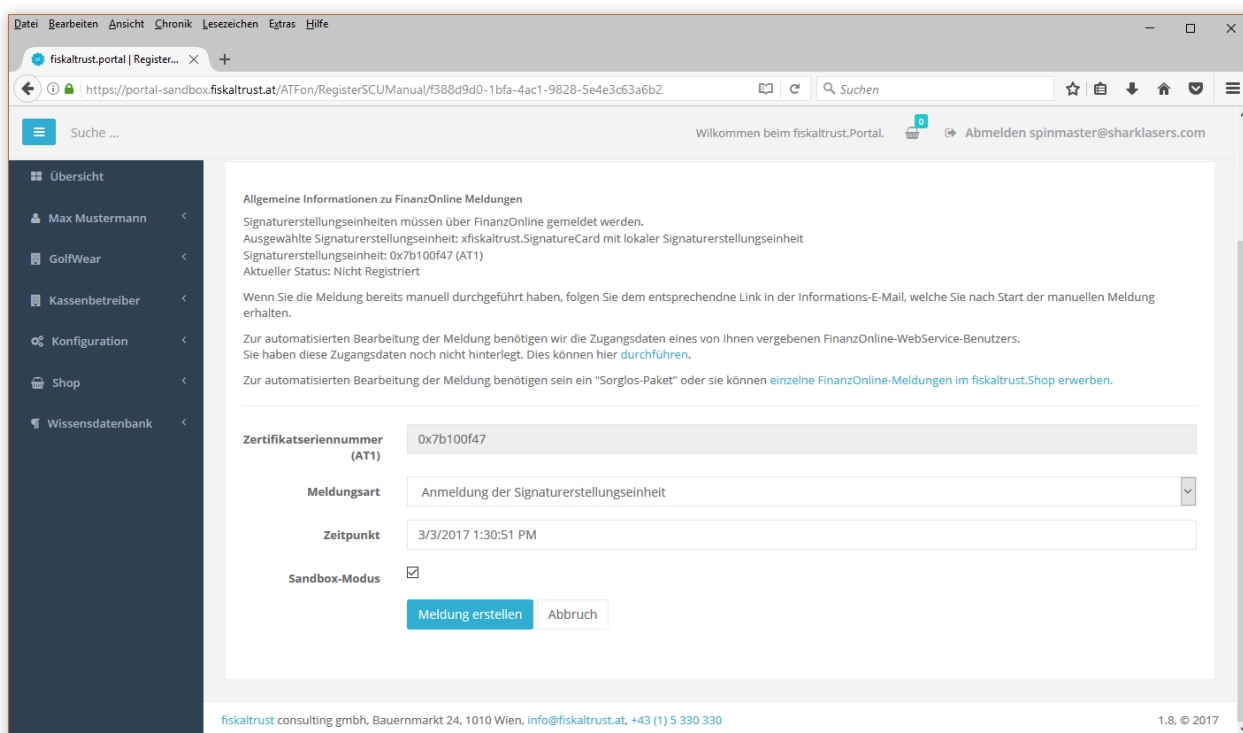 Datei Bearbeiten Ansicht Chronik Lesezeichen Extras Hilfe
fiskaltrust.portal | Register...
https://portal-sandbox.fiskaltrust.at/ATFon/RegisterSCUManual/f388d9d0-1bfa-4ac1-9828-5e4e3c63a6b2
Suchen
Suche ...
Wilkommen beim fiskaltrust.Portal.
0
Abmelden spinmaster@sharklasers.com
Übersicht
Max Mustermann
GolfWear
Kassenbetreiber
Konfiguration
Shop
Wissensdatenbank
Allgemeine Informationen zu FinanzOnline Meldungen
Signaturerstellungseinheiten müssen über FinanzOnline gemeldet werden.
Ausgewählte Signaturerstellungseinheit: xfiskaltrust.SignatureCard mit lokaler Signaturerstellungseinheit
Signaturerstellungseinheit: 0x7b100f47 (AT1)
Aktueller Status: Nicht Registriert
Wenn Sie die Meldung bereits manuell durchgeführt haben, folgen Sie dem entsprechendne Link in der Informations-E-Mail, welche Sie nach Start der manuellen Meldung
erhalten.
Zur automatisierten Bearbeitung der Meldung benötigen wir die Zugangsdaten eines von Ihnen vergebenen FinanzOnline-WebService-Benutzers.
Sie haben diese Zugangsdaten noch nicht hinterlegt. Dies können hier durchführen.
Zur automatisierten Bearbeitung der Meldung benötigen sein ein "Sorglos-Paket" oder sie können einzelne FinanzOnline-Meldungen im fiskaltrust.Shop erwerben.
Zertifikatseriennummer
(AT1)
0x7b100f47
Meldungsart
Anmeldung der Signaturerstellungseinheit
Zeitpunkt
3/3/2017 1:30:51 PM
Sandbox-Modus
Meldung erstellen
Abbruch
fiskaltrust consulting gmbh, Bauernmarkt 24, 1010 Wien, info@fiskaltrust.at, +43 (1) 5 330 330
1.8, © 2017